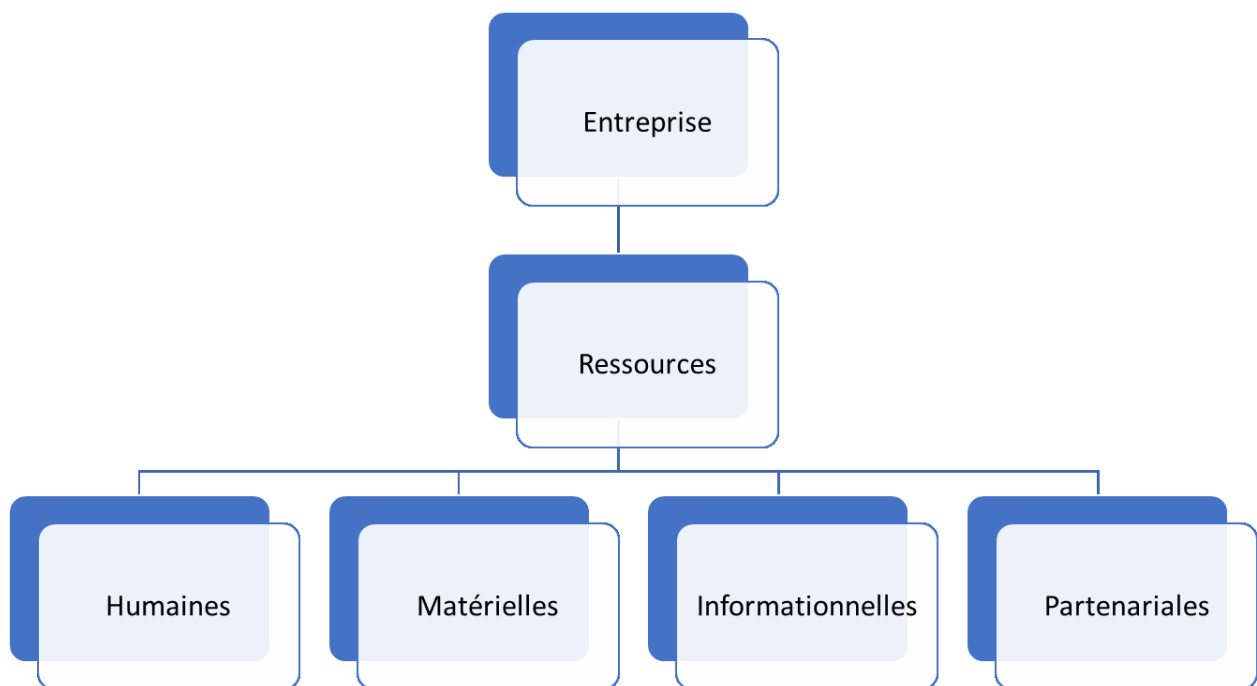 Entreprise
Ressources
Humaines
Matérielles
Informationnelles
Partenariales